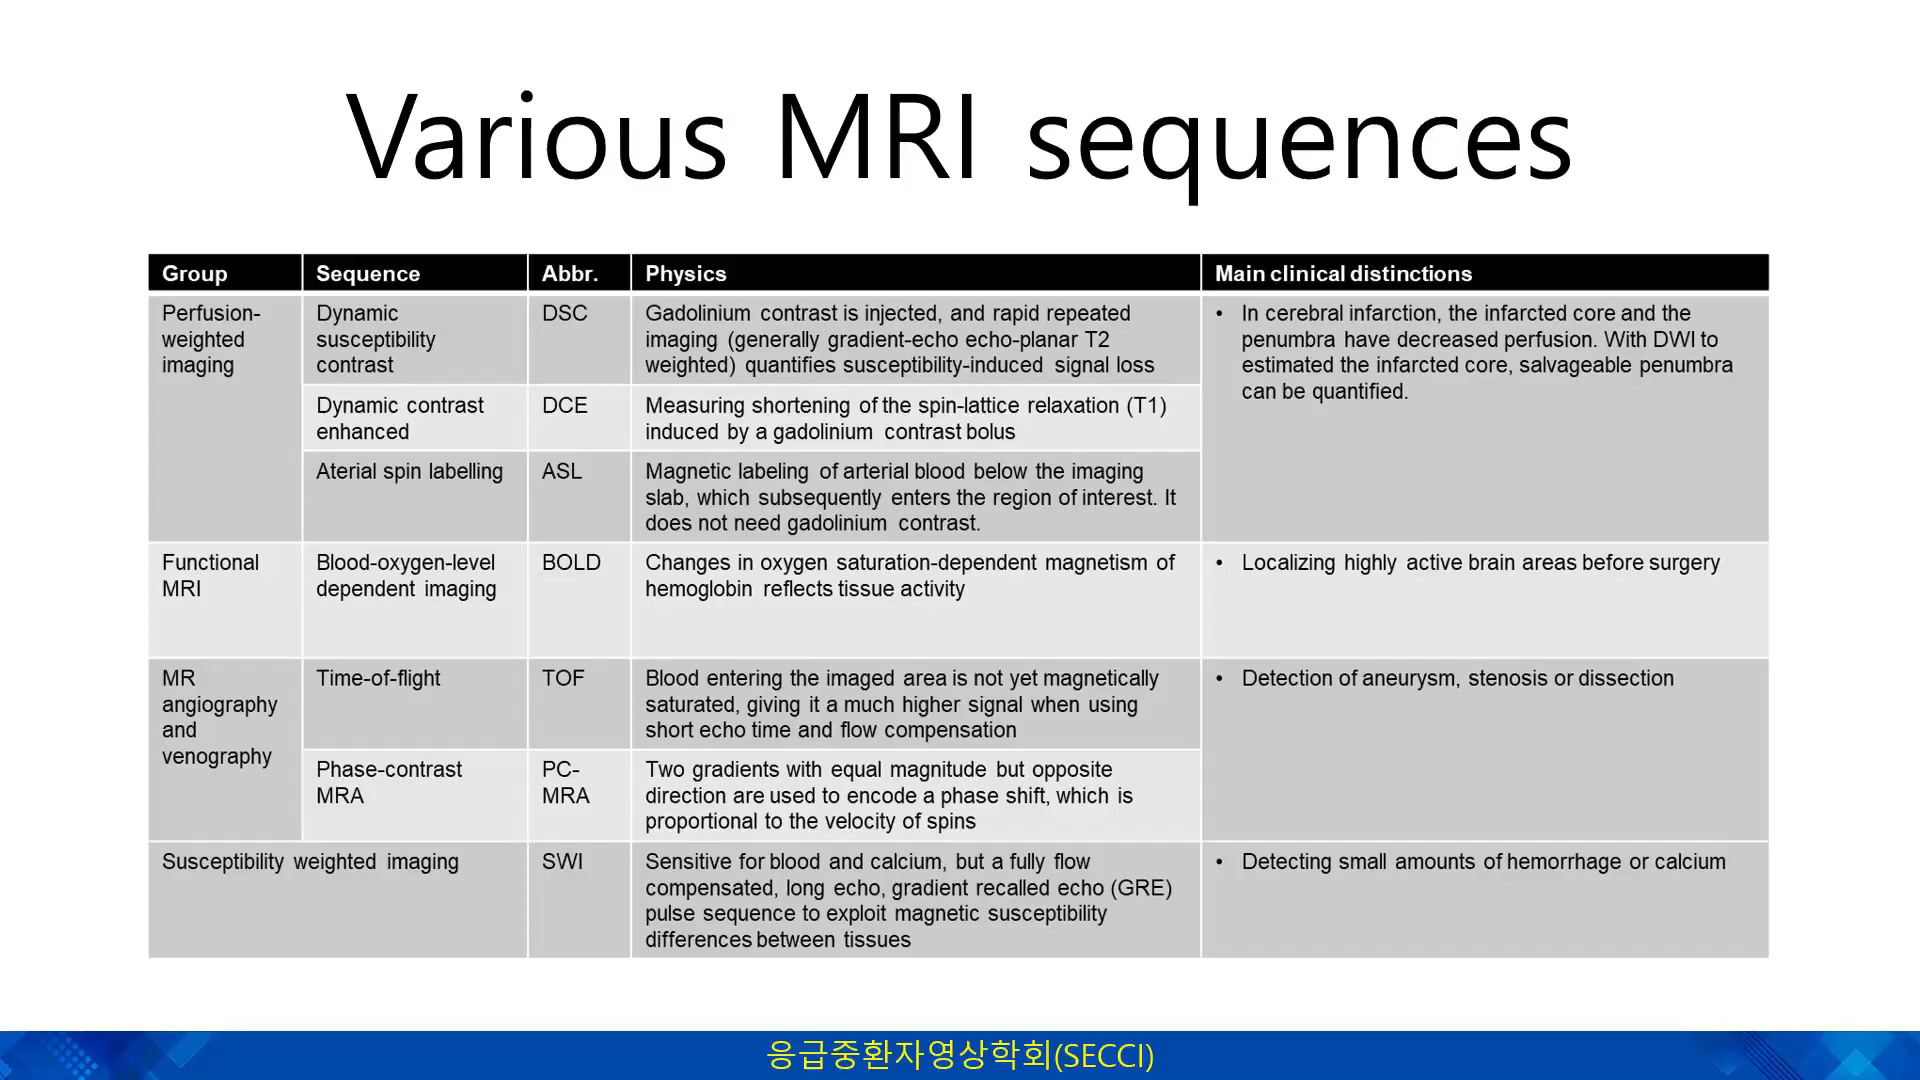 Various MRI sequences
Group Sequence Abbr. Physics Main clinical distinctions
Perfusion-
weighted
imaging
Dynamic
susceptibility
contrast
DSC
Gadolinium contrast is injected, and rapid repeated
imaging (generally gradient-echo echo-planar T2
weighted) quantifies susceptibility-induced signal loss
• In cerebral infarction, the infarcted core and the
penumbra have decreased perfusion. With DWI to
estimated the infarcted core, salvageable penumbra
can be quantified.
Dynamic contrast
enhanced
DCE
Measuring shortening of the spin-lattice relaxation (T1)
induced by a gadolinium contrast bolus
Aterial spin labelling
ASL
Magnetic labeling of arterial blood below the imaging
slab, which subsequently enters the region of interest. It
does not need gadolinium contrast.
Functional
MRI
Blood-oxygen-level
dependent imaging
BOLD
Changes in oxygen saturation-dependent magnetism of
hemoglobin reflects tissue activity
• Localizing highly active brain areas before surgery
MR
angiography
and
venography
Time-of-flight
TOF
Blood entering the imaged area is not yet magnetically
saturated, giving it a much higher signal when using
short echo time and flow compensation
• Detection of aneurysm, stenosis or dissection
Phase-contrast
MRA
PC-
MRA
Two gradients with equal magnitude but opposite
direction are used to encode a phase shift, which is
proportional to the velocity of spins
Susceptibility weighted imaging
SWI
Sensitive for blood and calcium, but a fully flow
compensated, long echo, gradient recalled echo (GRE)
pulse sequence to exploit magnetic susceptibility
differences between tissues
• Detecting small amounts of hemorrhage or calcium
응급중환자영상학회(SECCI)